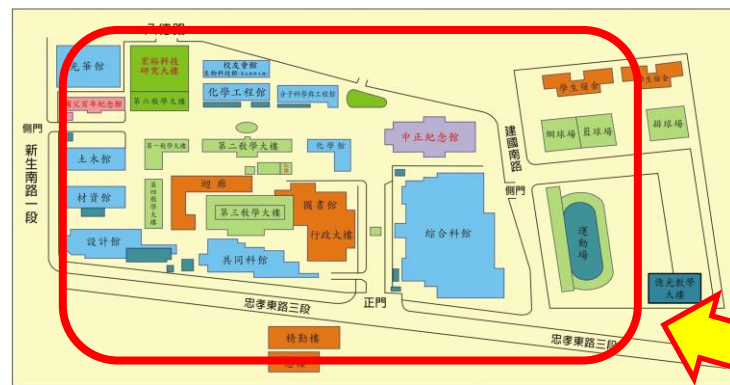 八德路
光華館
宏裕科技
研究大樓
校友會館
化學工程館
分子科學與工程館
學生宿舍
學生宿舍
國父百年紀念館
第六教學大樓
側門
新生南路一段
土木館
第一教學大樓
第二教學大樓
化學館
中正紀念館
建國南路
網球場
籃球場
排球場
材資館
第四教學大樓
迴廊
圖書館
行政大樓
第三教學大樓
側門
綜合科館
運動場
設計館
共同科館
億光教學
大樓
忠孝東路三段
正門
忠孝東路三段
精勤樓